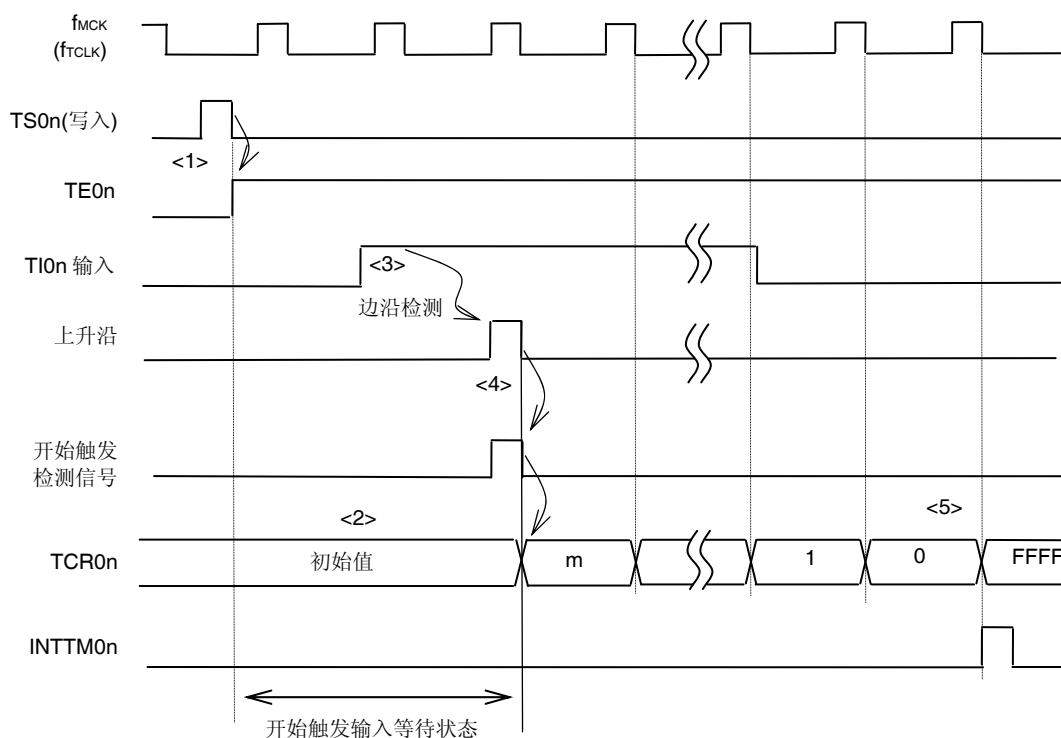 fMCK
(fTCLK)
TS0n(写入)
<1>
TE0n
TI0n 输入
<3>
边沿检测
上升沿
<4>
开始触发
检测信号
<2>
<5>
TCR0n
初始值
m
1
0
FFFF
INTTM0n
开始触发输入等待状态